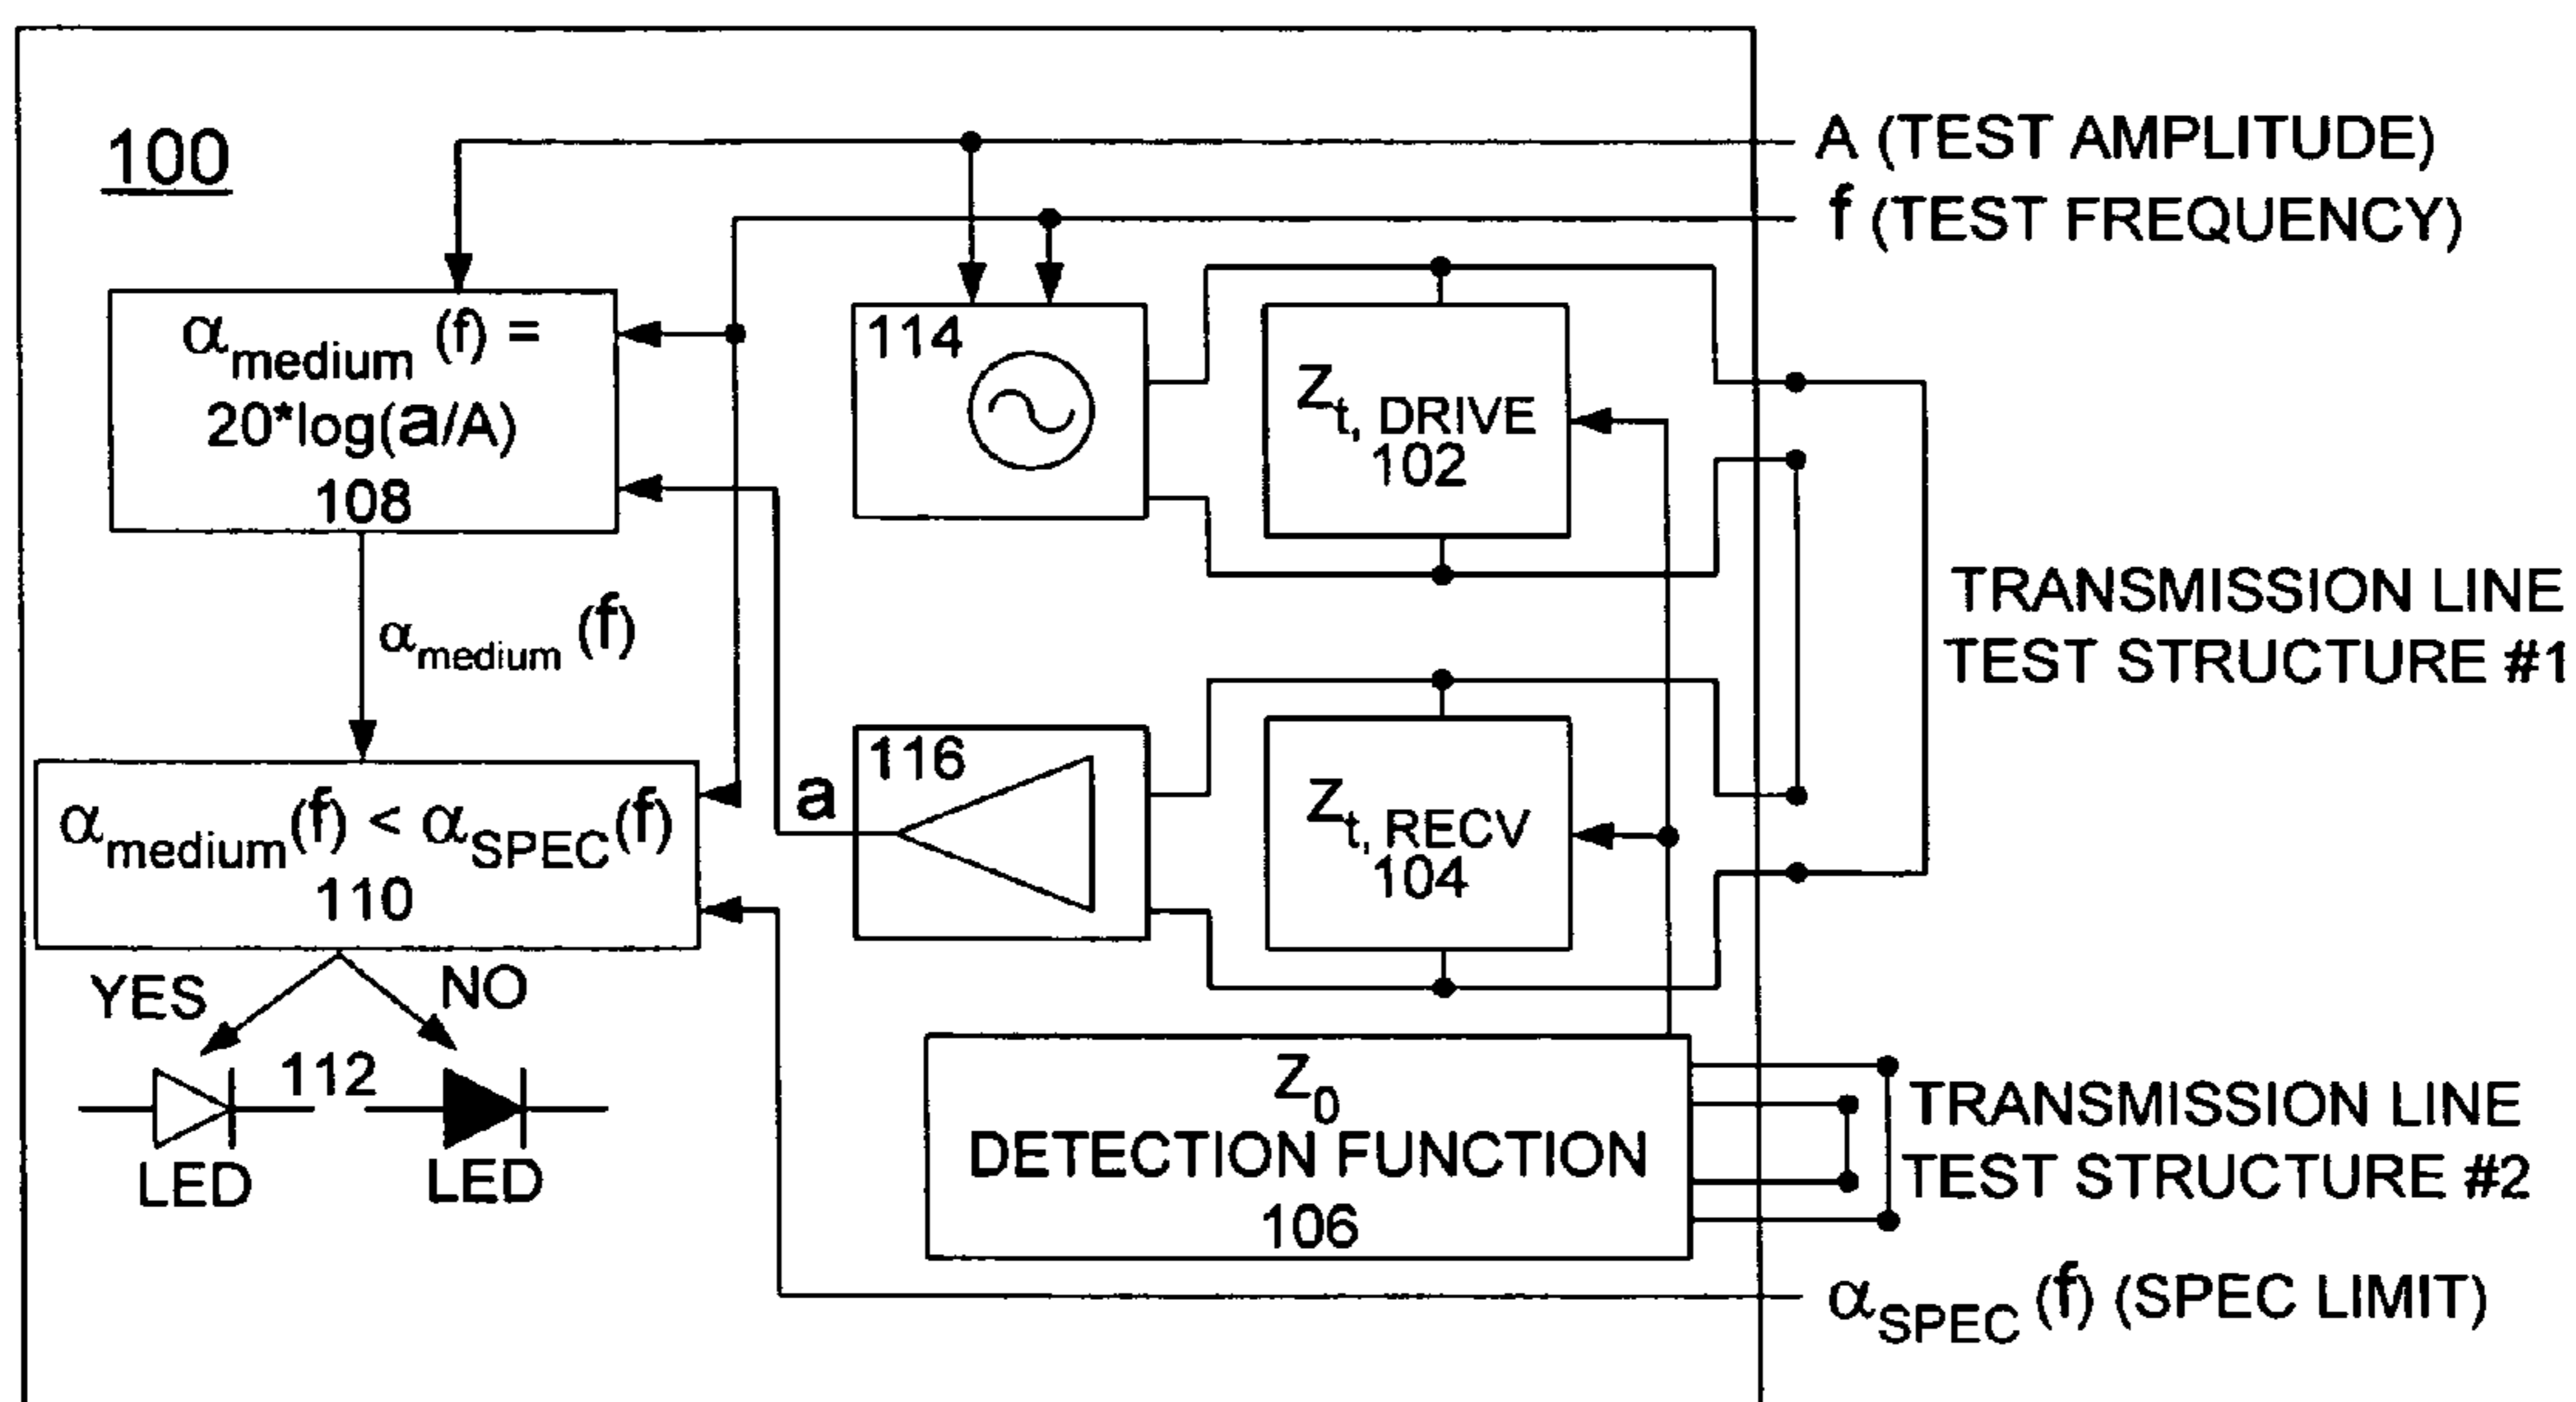 100
A (TEST AMPLITUDE)
f (TEST FREQUENCY)
α medium (f) =
20*log(a/A)
108
114
Zt, DRIVE
102
TRANSMISSION LINE
TEST STRUCTURE #1
α medium (f)
116
a
Zt, RECV
104
αmedium(f) < αSPEC(f)
110
YES
NO
112
LED
LED
Z0
DETECTION FUNCTION
106
TRANSMISSION LINE
TEST STRUCTURE #2
αSPEC (f) (SPEC LIMIT)